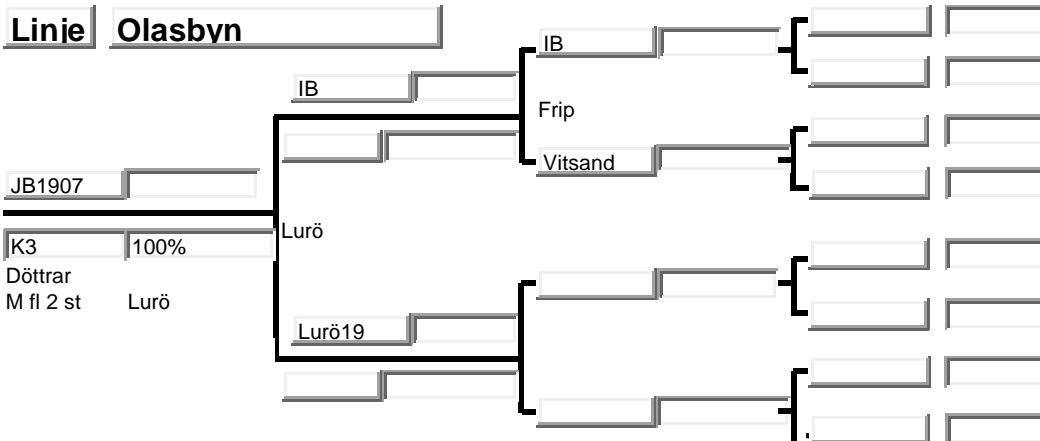 Linje Olasbyn
IB
IB
Frip
Vitsand
JB1907
Lurö
K3 100%
Döttrar
M fl 2 st Lurö
Lurö19